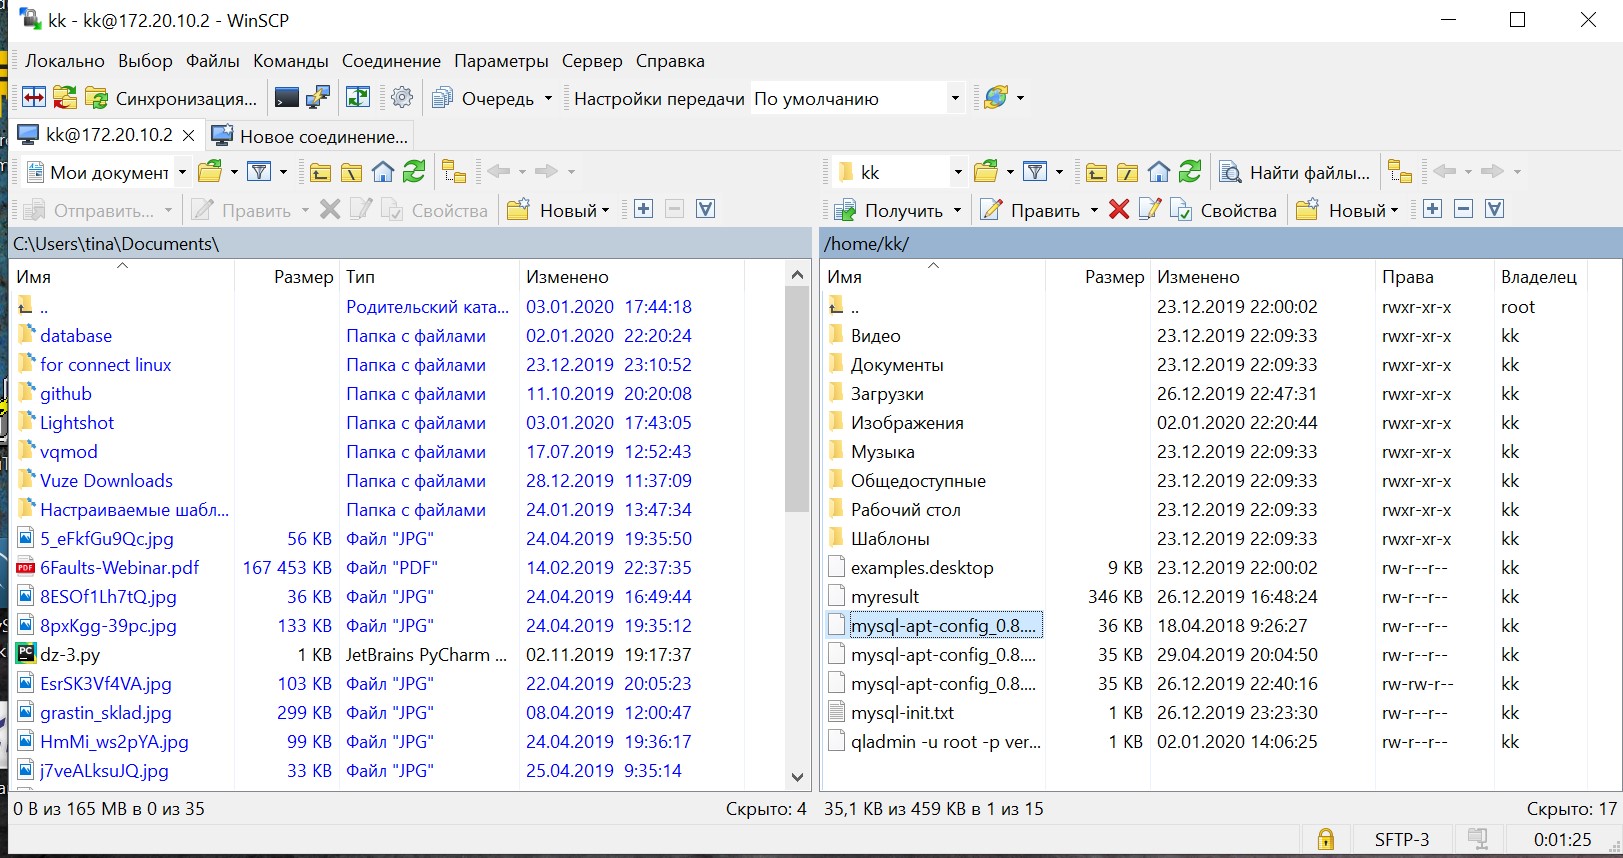 kk - kk@172.20.10.2 - WinSCP
Локально Выбор Файлы Команды Соединение Параметры Сервер Справка
Синхронизация... Очередь Настройки передачи По умолчанию
kk@172.20.10.2 Новое соединение...
Мои документ kk Найти файлы...
Отправить... Править Свойства Новый Получить Править Свойства Новый
C:\Users\tina\Documents\
Имя Размер Тип Изменено
.. Родительский ката... 03.01.2020 17:44:18
database Папка с файлами 02.01.2020 22:20:24
for connect linux Папка с файлами 23.12.2019 23:10:52
github Папка с файлами 11.10.2019 20:20:08
Lightshot Папка с файлами 03.01.2020 17:43:05
vqmod Папка с файлами 17.07.2019 12:52:43
Vuze Downloads Папка с файлами 28.12.2019 11:37:09
Настраиваемые шабл... Папка с файлами 24.01.2019 13:47:34
5_eFkfGu9Qc.jpg 56 KB Файл "JPG" 24.04.2019 19:35:50
6Faults-Webinar.pdf 167 453 KB Файл "PDF" 14.02.2019 22:37:35
8ESOf1Lh7tQ.jpg 36 KB Файл "JPG" 24.04.2019 16:49:44
8pxKgg-39pc.jpg 133 KB Файл "JPG" 24.04.2019 19:35:12
dz-3.py 1 KB JetBrains PyCharm ... 02.11.2019 19:17:37
EsrSK3Vf4VA.jpg 103 KB Файл "JPG" 22.04.2019 20:05:23
grastin_sklad.jpg 299 KB Файл "JPG" 08.04.2019 12:00:47
HmMi_ws2pYA.jpg 99 KB Файл "JPG" 24.04.2019 19:36:17
j7veALksuJQ.jpg 33 KB Файл "JPG" 25.04.2019 9:35:14
0 B из 165 MB в 0 из 35 Скрыто: 4
/home/kk/
Имя Размер Изменено Права Владелец
.. 23.12.2019 22:00:02 rwxr-xr-x root
Видео 23.12.2019 22:09:33 rwxr-xr-x kk
Документы 23.12.2019 22:09:33 rwxr-xr-x kk
Загрузки 26.12.2019 22:47:31 rwxr-xr-x kk
Изображения 02.01.2020 22:20:44 rwxr-xr-x kk
Музыка 23.12.2019 22:09:33 rwxr-xr-x kk
Общедоступные 23.12.2019 22:09:33 rwxr-xr-x kk
Рабочий стол 23.12.2019 22:09:33 rwxr-xr-x kk
Шаблоны 23.12.2019 22:09:33 rwxr-xr-x kk
examples.desktop 9 KB 23.12.2019 22:00:02 rw-r--r-- kk
myresult 346 KB 26.12.2019 16:48:24 rw-r--r-- kk
mysql-apt-config_0.8.... 36 KB 18.04.2018 9:26:27 rw-r--r-- kk
mysql-apt-config_0.8.... 35 KB 29.04.2019 20:04:50 rw-r--r-- kk
mysql-apt-config_0.8.... 35 KB 26.12.2019 22:40:16 rw-rw-r-- kk
mysql-init.txt 1 KB 26.12.2019 23:23:30 rw-r--r-- kk
qladmin -u root -p ver... 1 KB 02.01.2020 14:06:25 rw-r--r-- kk
35,1 KB из 459 KB в 1 из 15 Скрыто: 17
SFTP-3 0:01:25